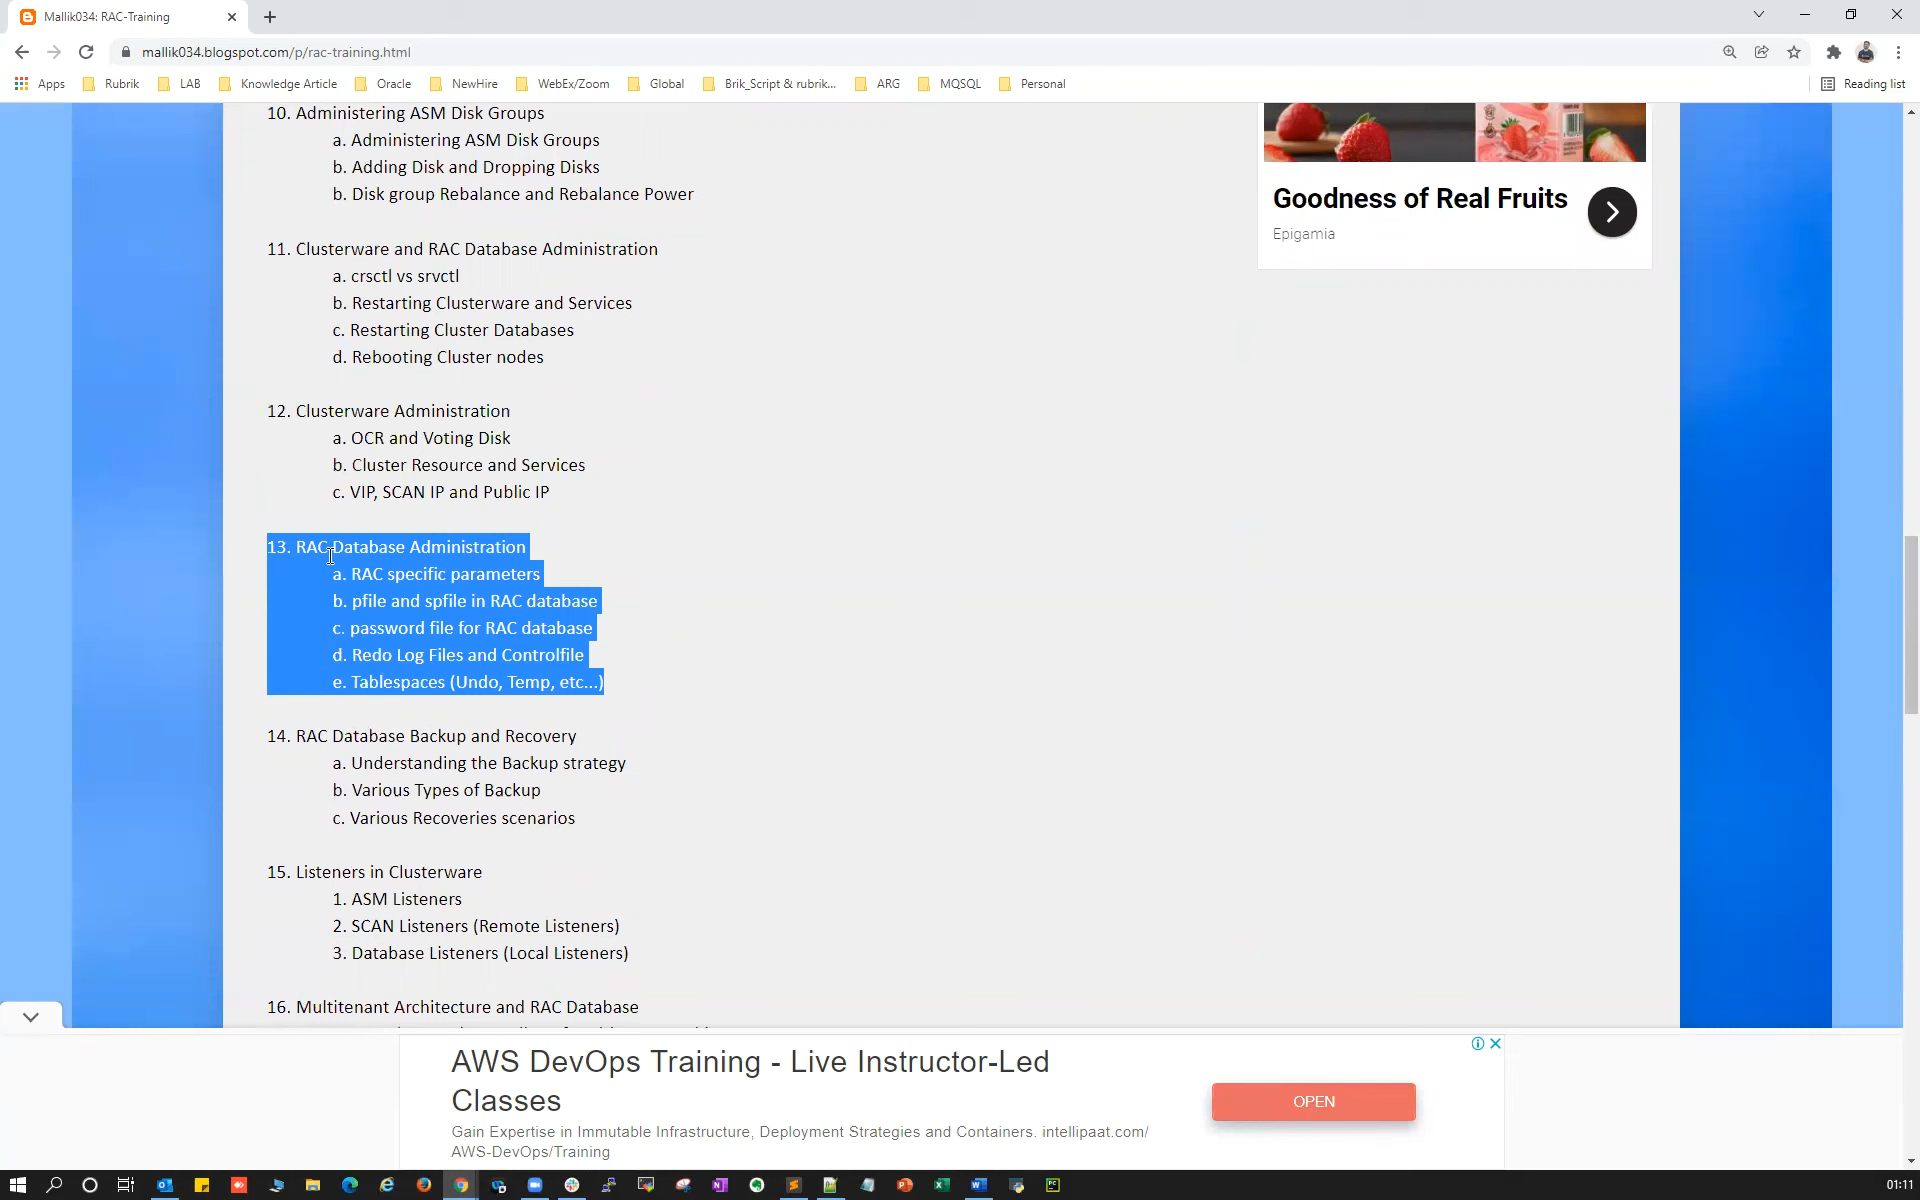 Mallik034: RAC-Training
mallik034.blogspot.com/p/rac-training.html
Apps
Rubrik
LAB
Knowledge Article
Oracle
NewHire
WebEx/Zoom
Global
Brik_Script & rubrik...
ARG
MQSQL
Personal
Reading list
10. Administering ASM Disk Groups
a. Administering ASM Disk Groups
b. Adding Disk and Dropping Disks
b. Disk group Rebalance and Rebalance Power
11. Clusterware and RAC Database Administration
a. crsctl vs srvctl
b. Restarting Clusterware and Services
c. Restarting Cluster Databases
d. Rebooting Cluster nodes
12. Clusterware Administration
a. OCR and Voting Disk
b. Cluster Resource and Services
c. VIP, SCAN IP and Public IP
13. RAC Database Administration
a. RAC specific parameters
b. pfile and spfile in RAC database
c. password file for RAC database
d. Redo Log Files and Controlfile
e. Tablespaces (Undo, Temp, etc...)
14. RAC Database Backup and Recovery
a. Understanding the Backup strategy
b. Various Types of Backup
c. Various Recoveries scenarios
15. Listeners in Clusterware
1. ASM Listeners
2. SCAN Listeners (Remote Listeners)
3. Database Listeners (Local Listeners)
16. Multitenant Architecture and RAC Database
Goodness of Real Fruits
Epigamia
AWS DevOps Training - Live Instructor-Led
Classes
Gain Expertise in Immutable Infrastructure, Deployment Strategies and Containers. intellipaat.com/
AWS-DevOps/Training
OPEN
01:11